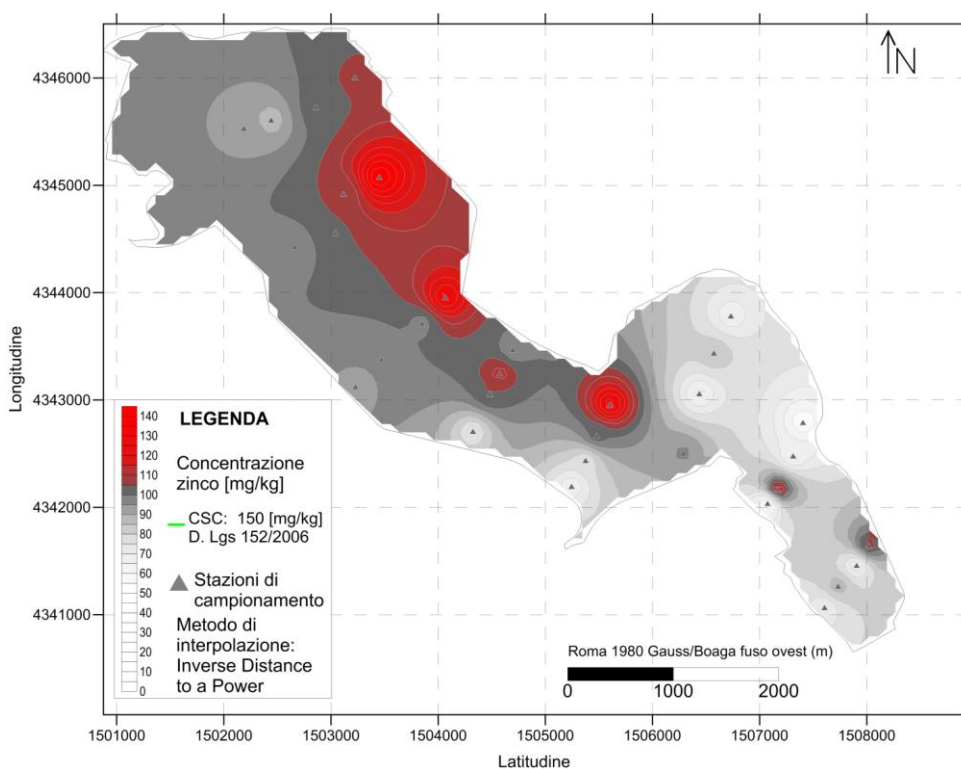 N
4346000
4345000
4344000
4343000
4342000
4341000
Longitudine
LEGENDA
Concentrazione
zinco [mg/kg]
CSC: 150 [mg/kg]
D. Lgs 152/2006
Stazioni di
campionamento
Metodo di
interpolazione:
Inverse Distance
to a Power
140
130
120
110
100
90
80
70
60
50
40
30
20
10
0
Roma 1980 Gauss/Boaga fuso ovest (m)
0 1000 2000
1501000 1502000 1503000 1504000 1505000 1506000 1507000 1508000
Latitudine